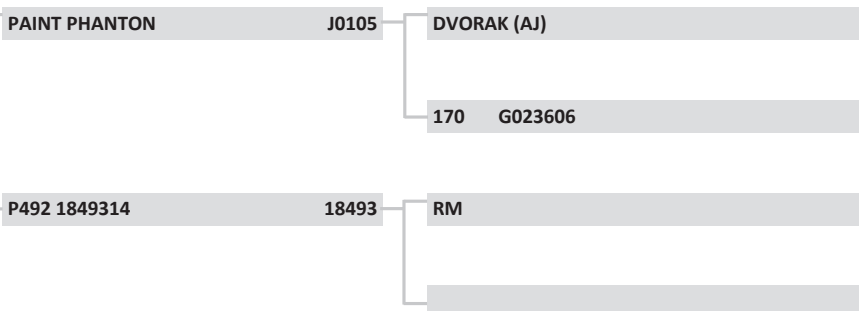 PAINT PHANTON J0105
DVORAK (AJ)
170 G023606
P492 1849314 18493
RM